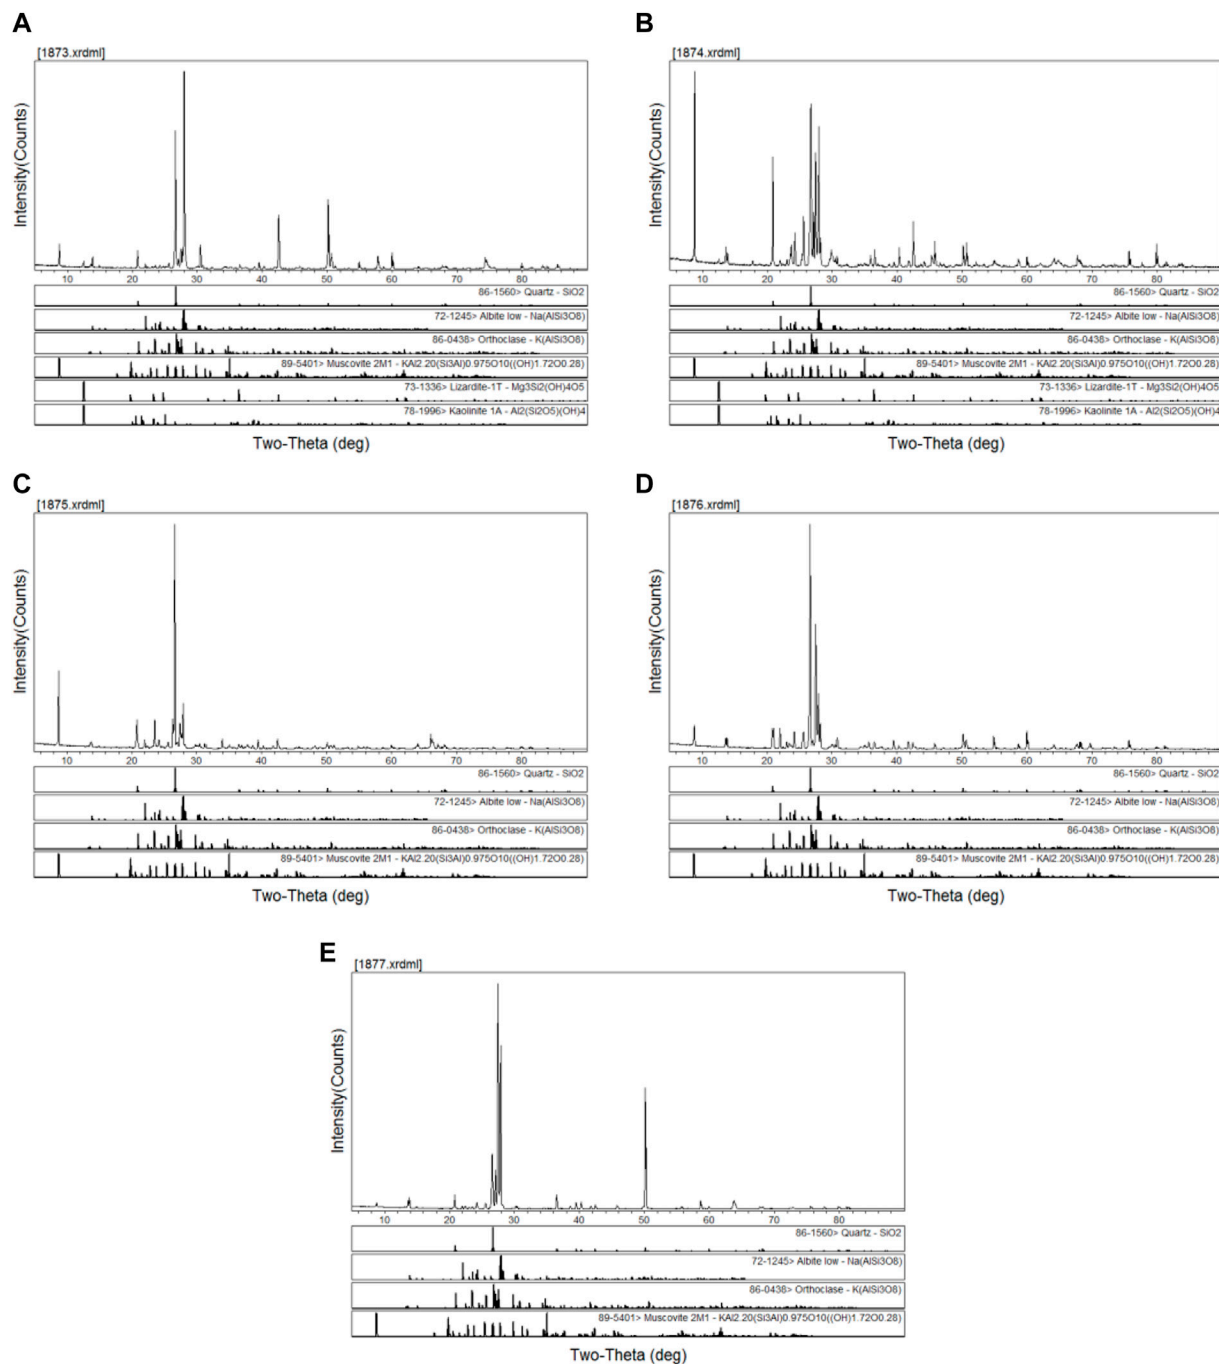 A
[1873.xrdml]
Intensity(Counts)
10 20 30 40 50 60 70 80
86-1560> Quartz - SiO2
72-1245> Albite low - Na(AlSi3O8)
86-0438> Orthoclase - K(AlSi3O8)
89-5401> Muscovite 2M1 - KAl2.20(Si3Al)0.975O10((OH)1.72O0.28)
73-1336> Lizardite-1T - Mg3Si2(OH)4O5
78-1996> Kaolinite 1A - Al2(Si2O5)(OH)4
Two-Theta (deg)
B
[1874.xrdml]
Intensity(Counts)
10 20 30 40 50 60 70 80
86-1560> Quartz - SiO2
72-1245> Albite low - Na(AlSi3O8)
86-0438> Orthoclase - K(AlSi3O8)
89-5401> Muscovite 2M1 - KAl2.20(Si3Al)0.975O10((OH)1.72O0.28)
73-1336> Lizardite-1T - Mg3Si2(OH)4O5
78-1996> Kaolinite 1A - Al2(Si2O5)(OH)4
Two-Theta (deg)
C
[1875.xrdml]
Intensity(Counts)
10 20 30 40 50 60 70 80
86-1560> Quartz - SiO2
72-1245> Albite low - Na(AlSi3O8)
86-0438> Orthoclase - K(AlSi3O8)
89-5401> Muscovite 2M1 - KAl2.20(Si3Al)0.975O10((OH)1.72O0.28)
Two-Theta (deg)
D
[1876.xrdml]
Intensity(Counts)
10 20 30 40 50 60 70 80
86-1560> Quartz - SiO2
72-1245> Albite low - Na(AlSi3O8)
86-0438> Orthoclase - K(AlSi3O8)
89-5401> Muscovite 2M1 - KAl2.20(Si3Al)0.975O10((OH)1.72O0.28)
Two-Theta (deg)
E
[1877.xrdml]
Intensity(Counts)
10 20 30 40 50 60 70 80
86-1560> Quartz - SiO2
72-1245> Albite low - Na(AlSi3O8)
86-0438> Orthoclase - K(AlSi3O8)
89-5401> Muscovite 2M1 - KAl2.20(Si3Al)0.975O10((OH)1.72O0.28)
Two-Theta (deg)